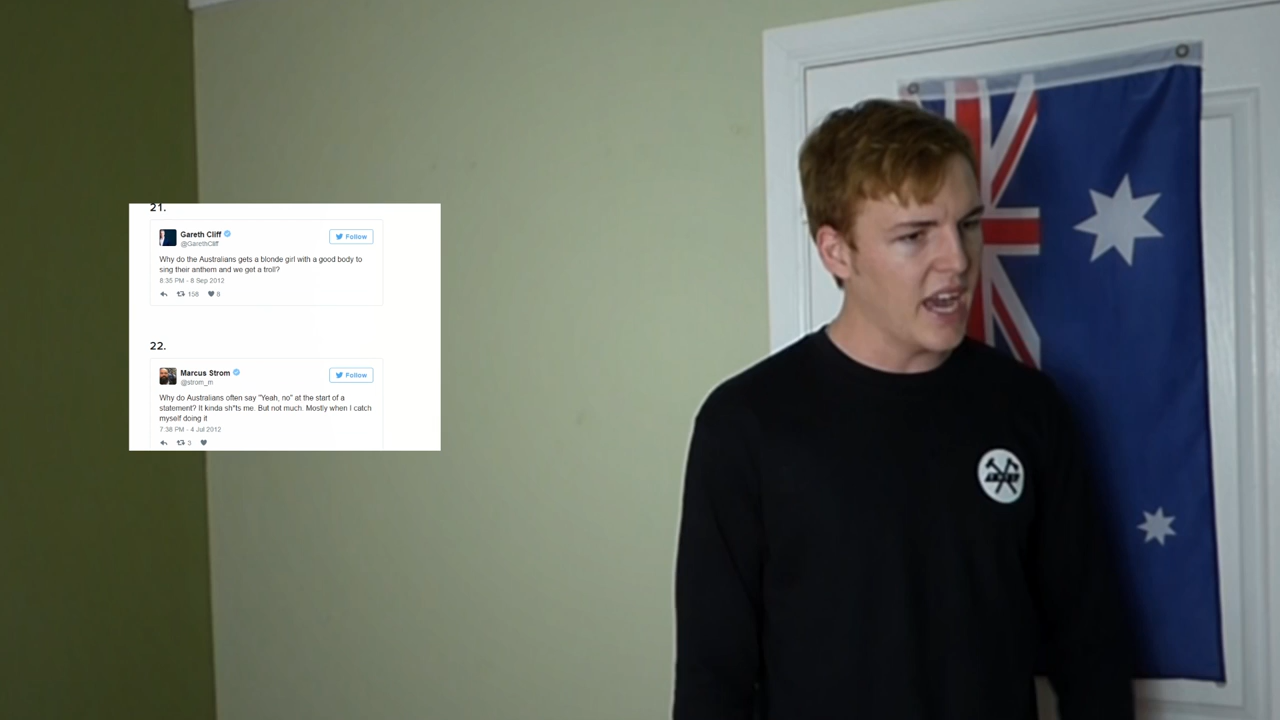 21.
Gareth Cliff
@GarethCliff
Follow
Why do the Australians gets a blonde girl with a good body to
sing their anthem and we get a troll?
8:35 PM - 8 Sep 2012
158 8
22.
Marcus Strom
@strom_m
Follow
Why do Australians often say "Yeah, no" at the start of a
statement? It kinda sh*ts me. But not much. Mostly when I catch
myself doing it
7:38 PM - 4 Jul 2012
3